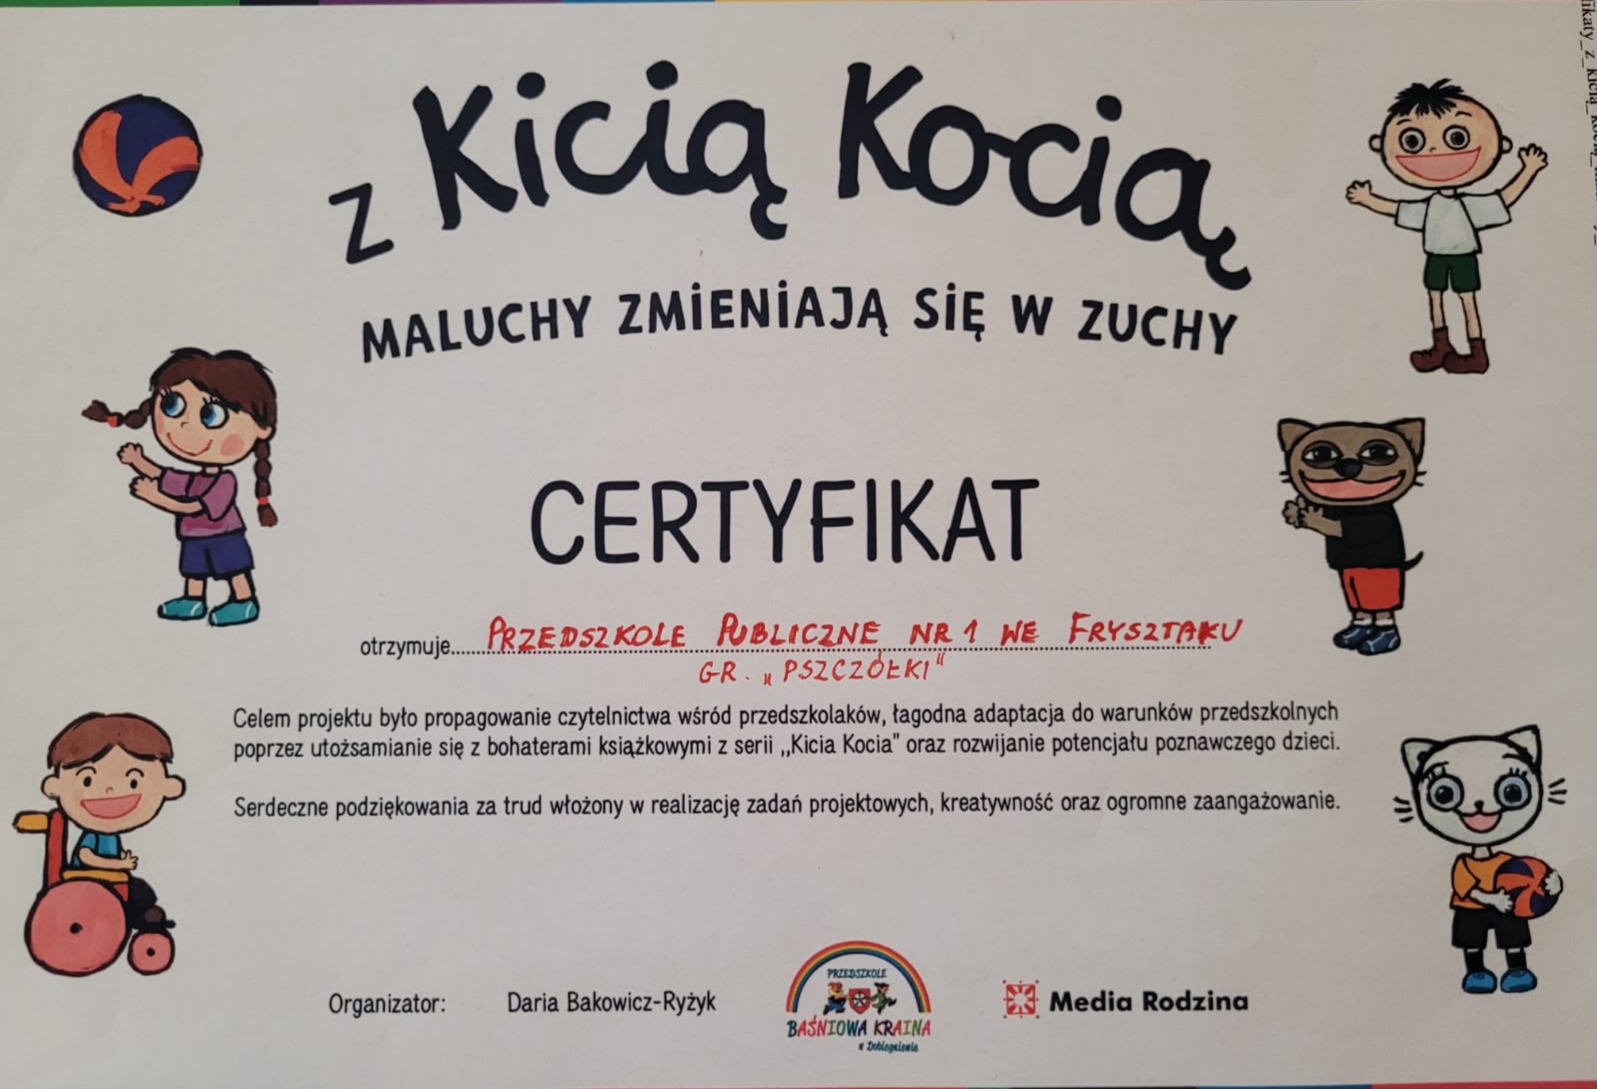 z Kicią Kocią
MALUCHY ZMiENiAJĄ SiĘ W ZUCHY
CERTYFIKAT
otrzymuje PRZEDSZKOLE PUBLICZNE NR 1 WE FRYSZTAKU
GR. „PSZCZÓŁKI"
Celem projektu było propagowanie czytelnictwa wśród przedszkolaków, łagodna adaptacja do warunków przedszkolnych
poprzez utożsamianie się z bohaterami książkowymi z serii ,,Kicia Kocia" oraz rozwijanie potencjału poznawczego dzieci.
Serdeczne podziękowania za trud włożony w realizację zadań projektowych, kreatywność oraz ogromne zaangażowanie.
Organizator: Daria Bakowicz-Ryżyk
PRZEDSZKOLE
BAŚNIOWA KRAINA
w Dobiegniewie
Media Rodzina